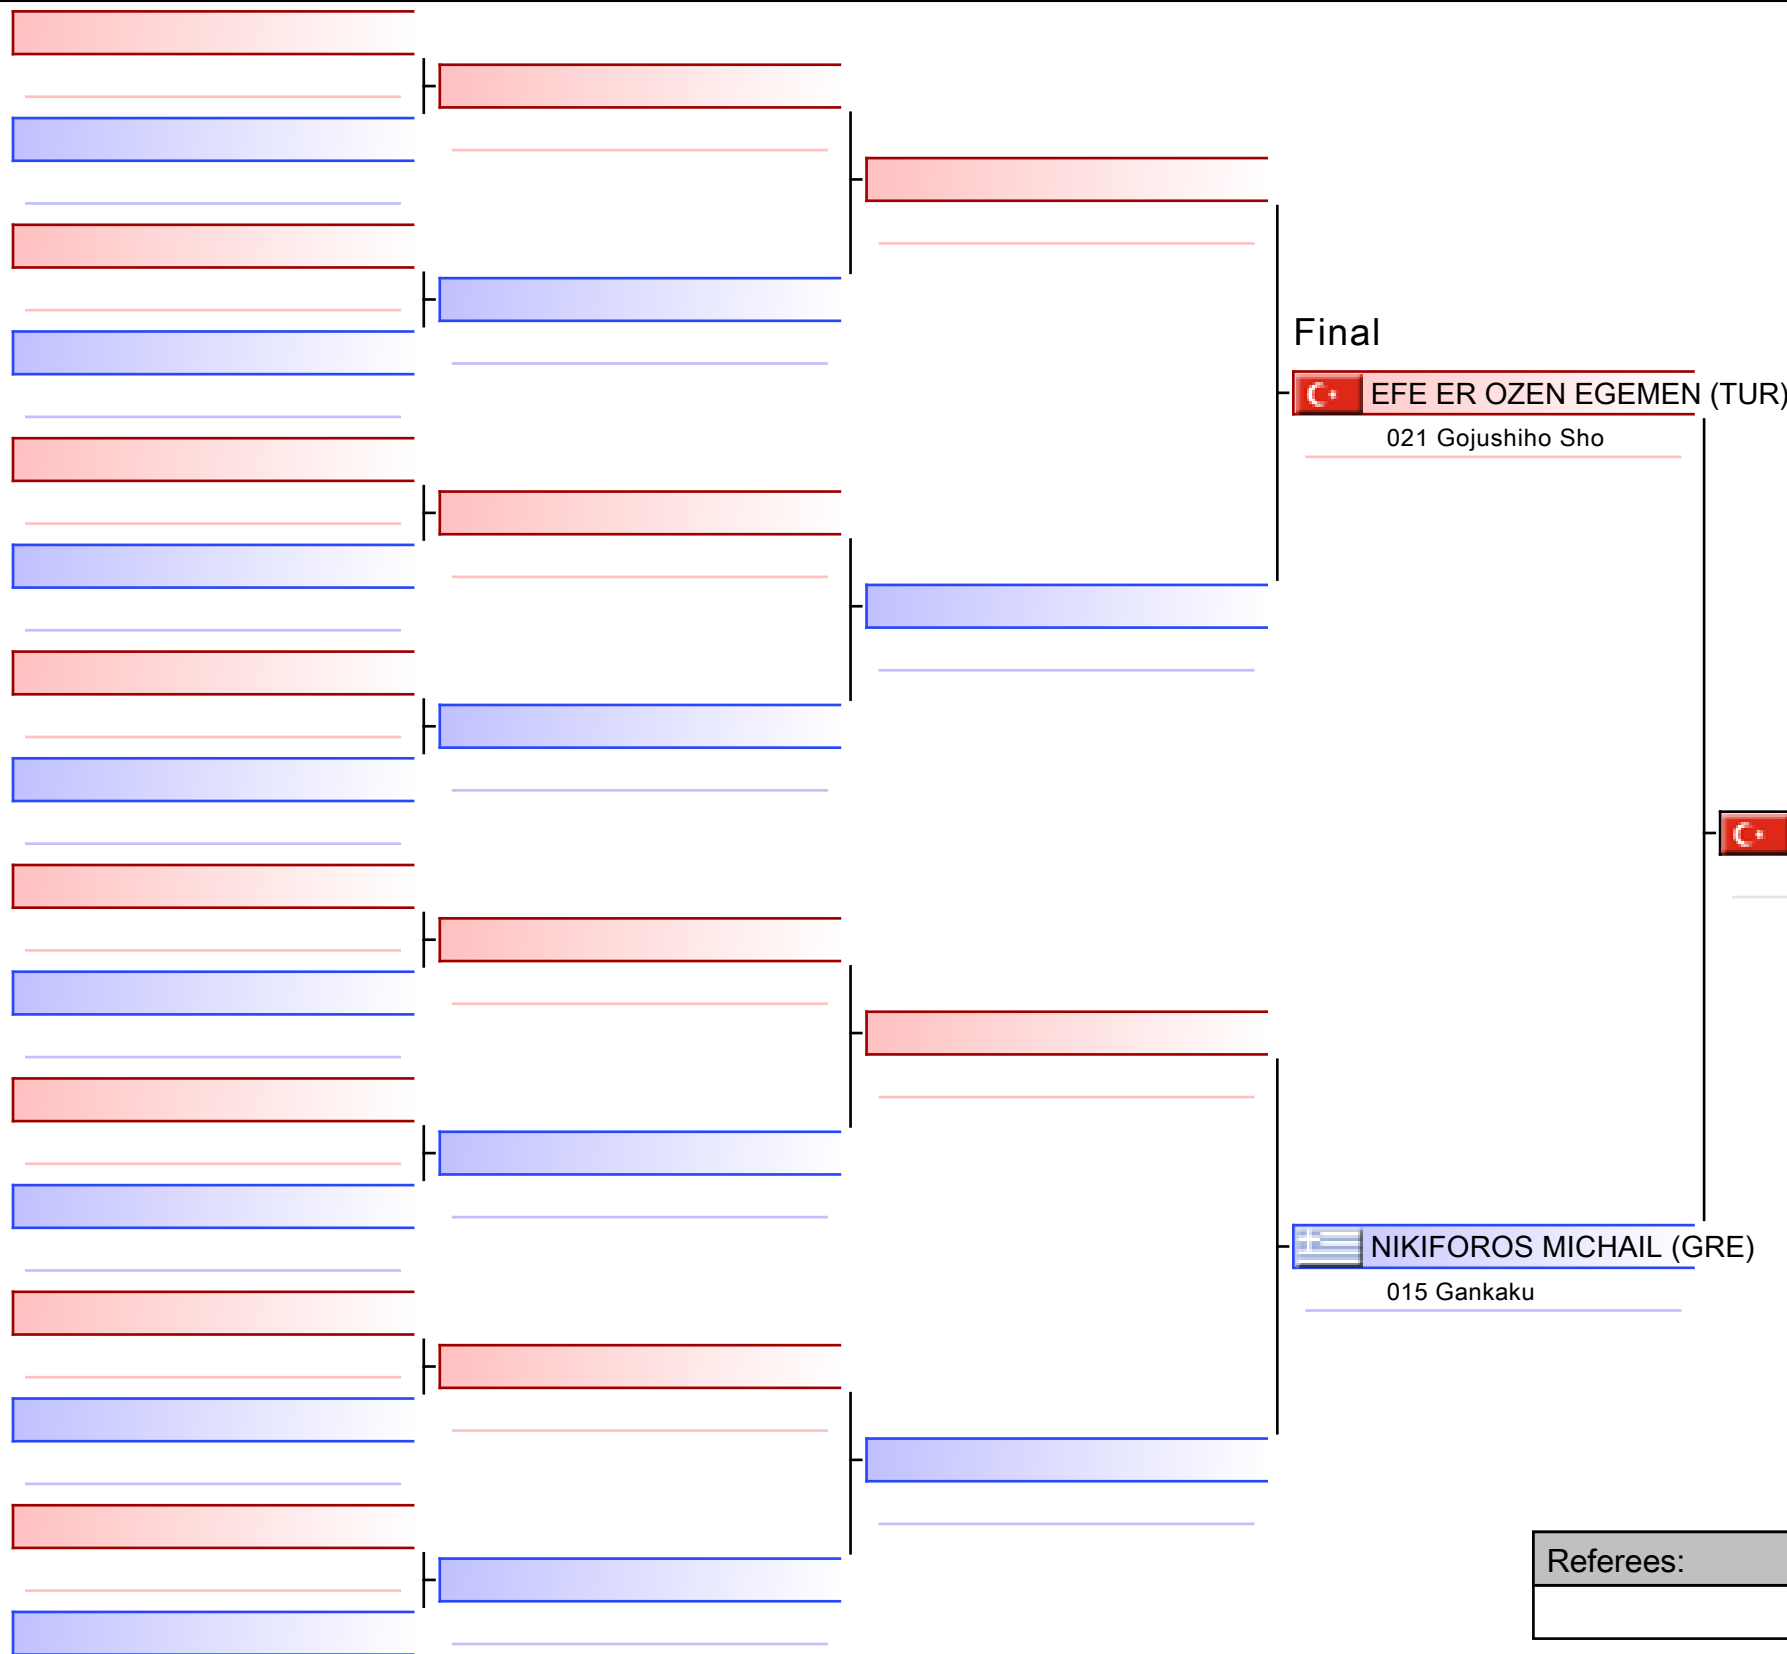 Final
EFE ER OZEN EGEMEN (TUR)
021 Gojushiho Sho
NIKIFOROS MICHAIL (GRE)
015 Gankaku
Referees: